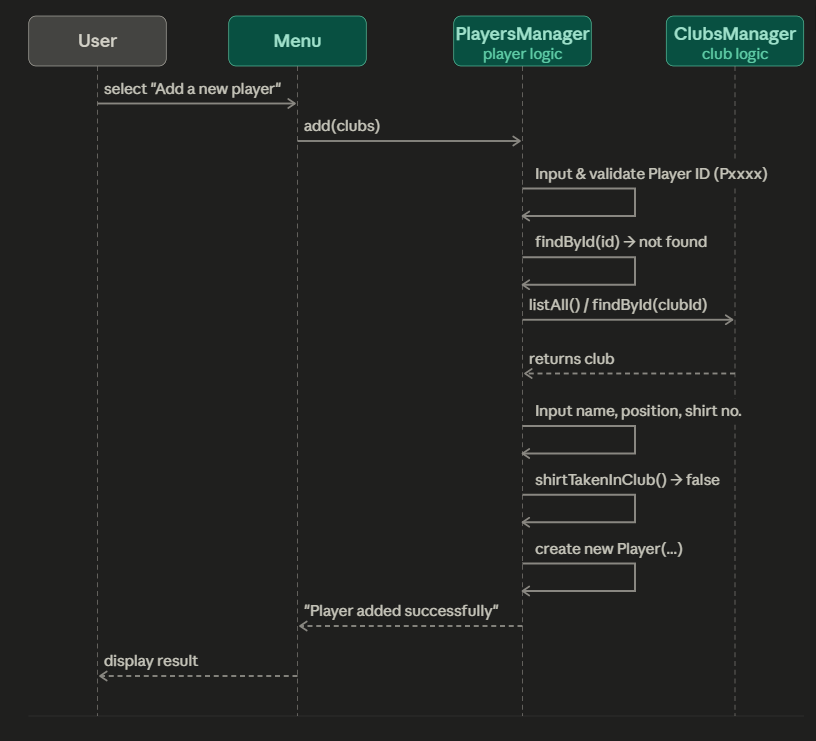 User
Menu
PlayersManager
player logic
ClubsManager
club logic
select "Add a new player"
add(clubs)
Input & validate Player ID (Pxxxx)
findById(id) → not found
listAll() / findById(clubId)
returns club
Input name, position, shirt no.
shirtTakenInClub() → false
create new Player(...)
"Player added successfully"
display result